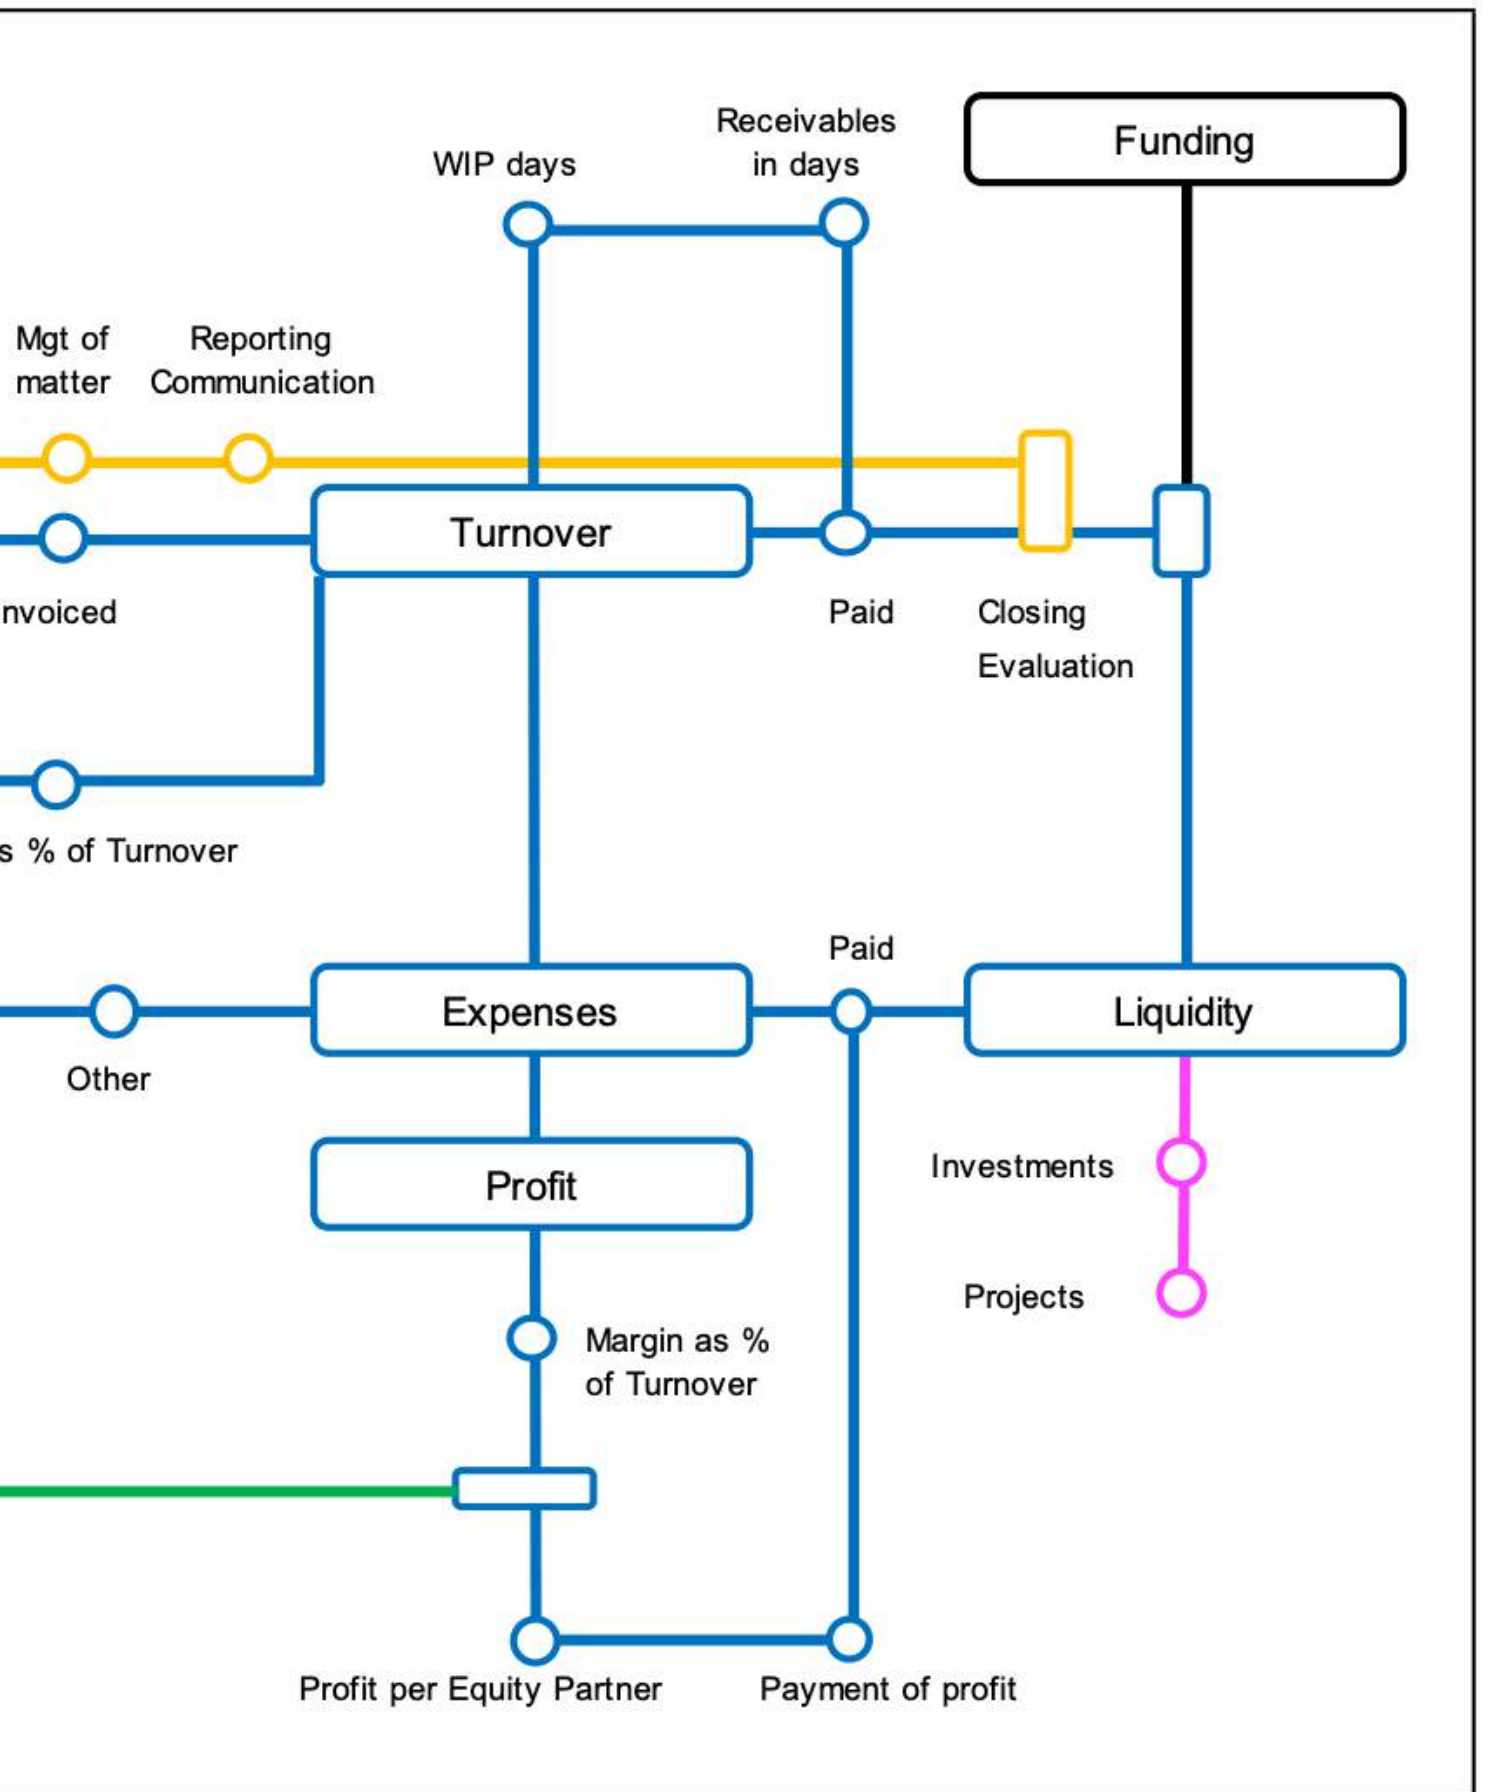 Receivables
in days
WIP days
Funding
Mgt of
matter
Reporting
Communication
Turnover
nvoiced
Paid
Closing
Evaluation
s % of Turnover
Paid
Expenses
Liquidity
Other
Investments
Profit
Projects
Margin as %
of Turnover
Profit per Equity Partner
Payment of profit